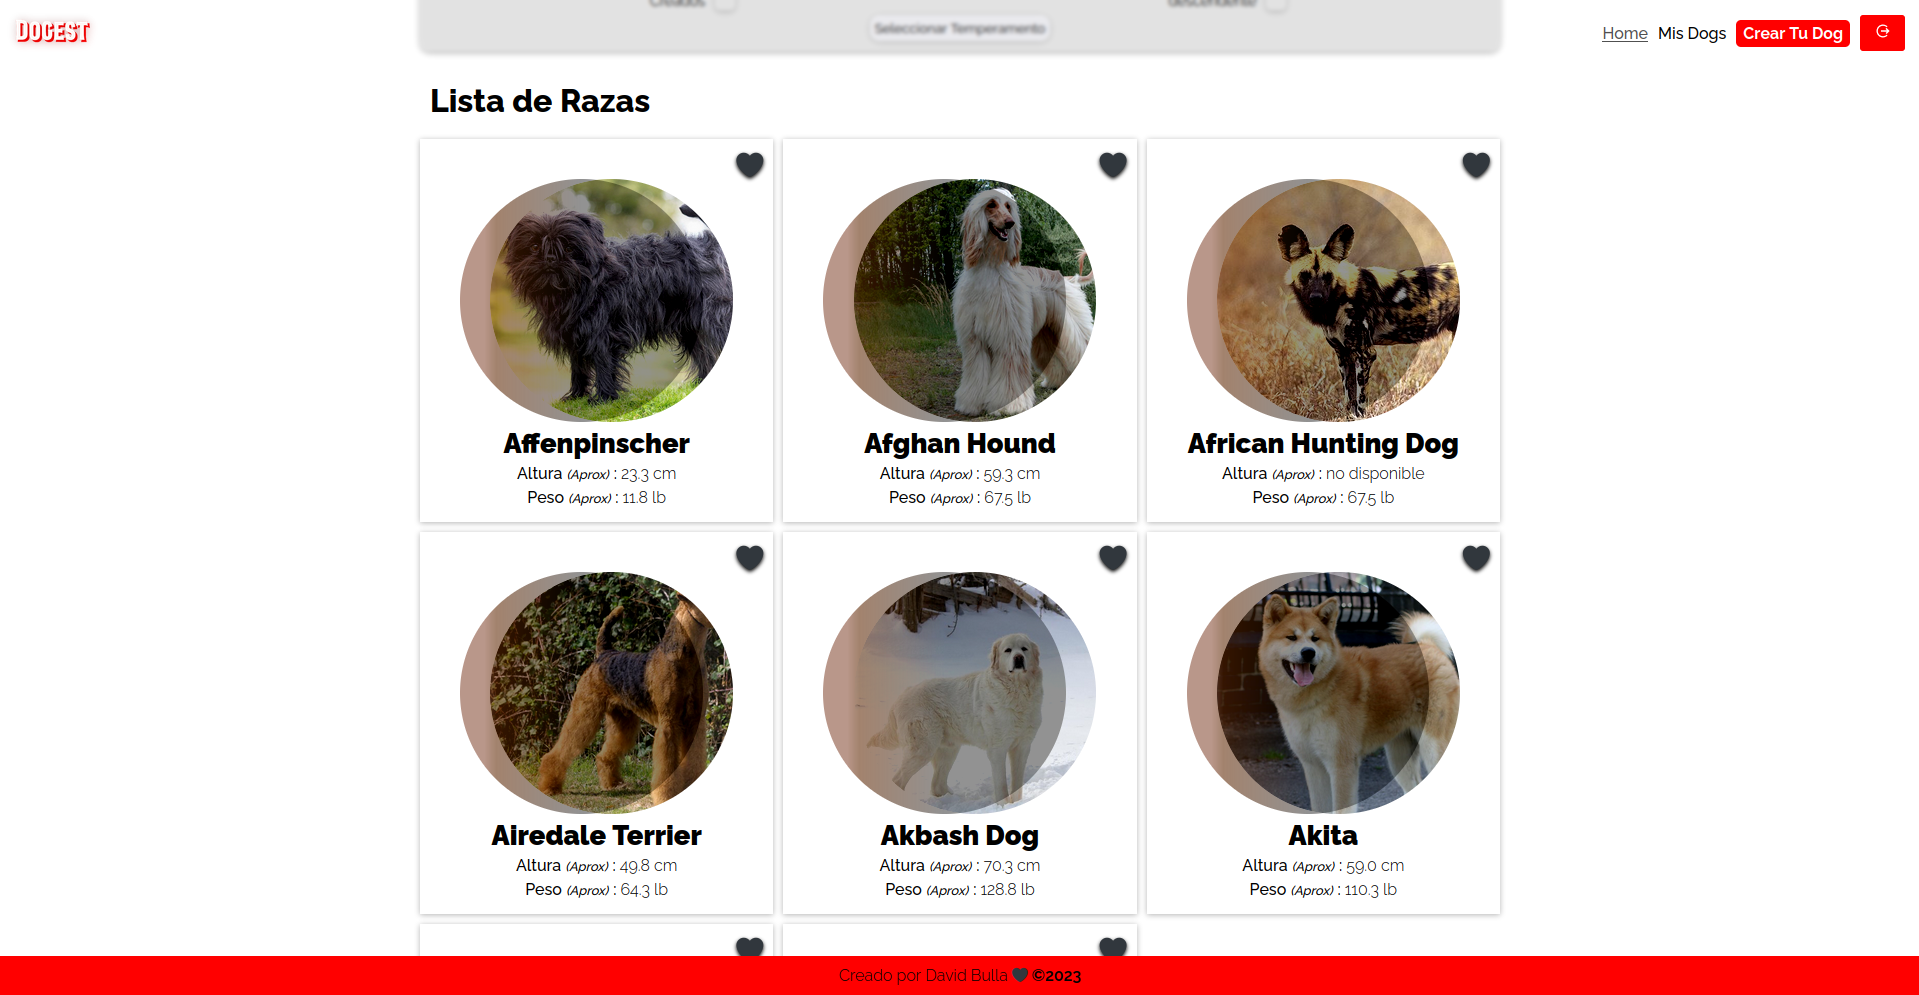 Creados
descendente
Seleccionar Temperamento
DOGEST
Home
Mis Dogs
Crear Tu Dog
Lista de Razas
Affenpinscher
Altura (Aprox) : 23.3 cm
Peso (Aprox) : 11.8 lb
Afghan Hound
Altura (Aprox) : 59.3 cm
Peso (Aprox) : 67.5 lb
African Hunting Dog
Altura (Aprox) : no disponible
Peso (Aprox) : 67.5 lb
Airedale Terrier
Altura (Aprox) : 49.8 cm
Peso (Aprox) : 64.3 lb
Akbash Dog
Altura (Aprox) : 70.3 cm
Peso (Aprox) : 128.8 lb
Akita
Altura (Aprox) : 59.0 cm
Peso (Aprox) : 110.3 lb
Creado por David Bulla 🖤 ©2023